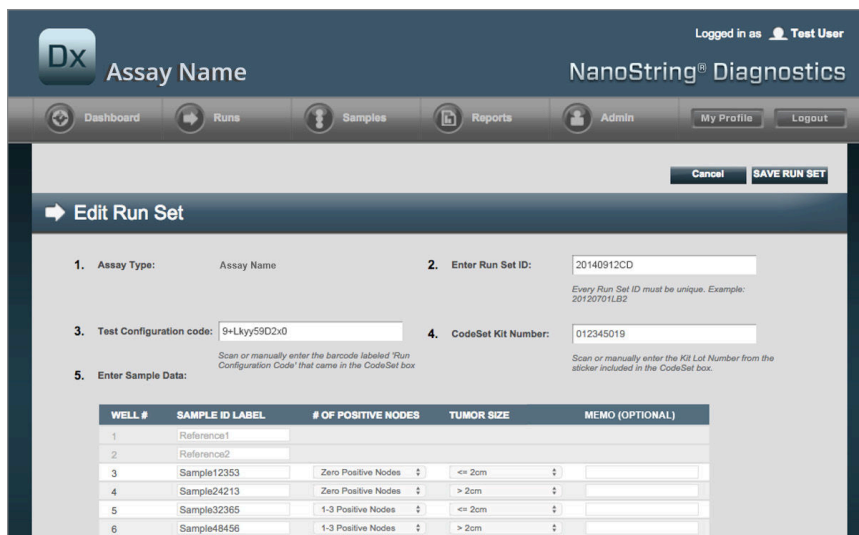 Logged in as Test User
Dx Assay Name
NanoString® Diagnostics
Dashboard Runs Samples Reports Admin My Profile Logout
Cancel SAVE RUN SET
Edit Run Set
1. Assay Type: Assay Name
2. Enter Run Set ID: 20140912CD
Every Run Set ID must be unique. Example:
20120701LB2
3. Test Configuration code: 9+Lkyy59D2x0
Scan or manually enter the barcode labeled 'Run
Configuration Code' that came in the CodeSet box
4. CodeSet Kit Number: 012345019
Scan or manually enter the Kit Lot Number from the
sticker included in the CodeSet box.
5. Enter Sample Data:
WELL # SAMPLE ID LABEL # OF POSITIVE NODES TUMOR SIZE MEMO (OPTIONAL)
1 Reference1
2 Reference2
3 Sample12353 Zero Positive Nodes <= 2cm
4 Sample24213 Zero Positive Nodes > 2cm
5 Sample32365 1-3 Positive Nodes <= 2cm
6 Sample48456 1-3 Positive Nodes > 2cm